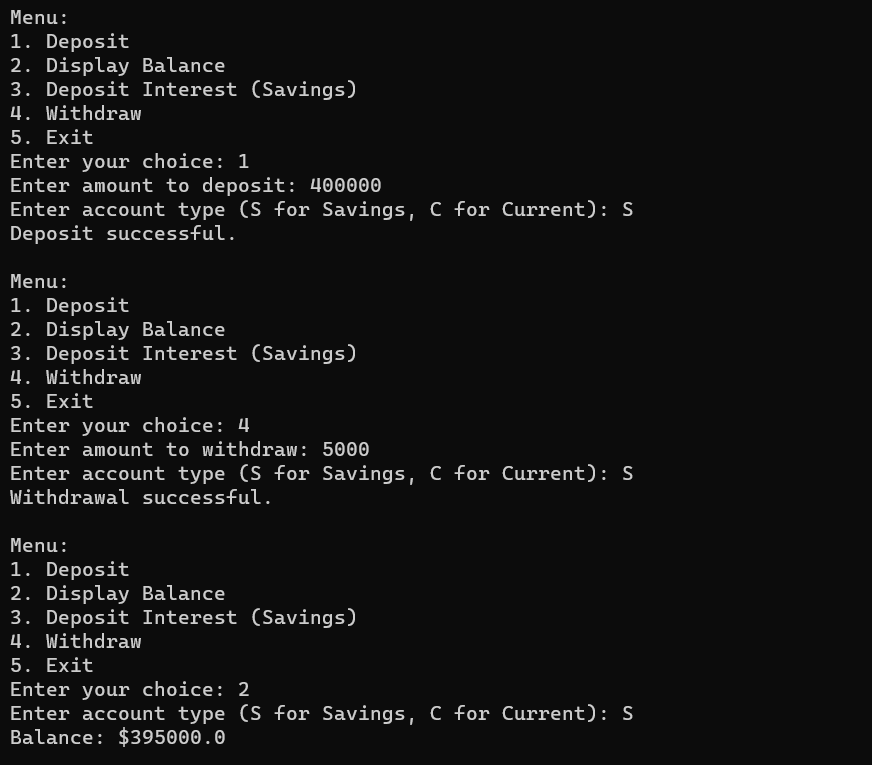 Menu:
1. Deposit
2. Display Balance
3. Deposit Interest (Savings)
4. Withdraw
5. Exit
Enter your choice: 1
Enter amount to deposit: 400000
Enter account type (S for Savings, C for Current): S
Deposit successful.

Menu:
1. Deposit
2. Display Balance
3. Deposit Interest (Savings)
4. Withdraw
5. Exit
Enter your choice: 4
Enter amount to withdraw: 5000
Enter account type (S for Savings, C for Current): S
Withdrawal successful.

Menu:
1. Deposit
2. Display Balance
3. Deposit Interest (Savings)
4. Withdraw
5. Exit
Enter your choice: 2
Enter account type (S for Savings, C for Current): S
Balance: $395000.0